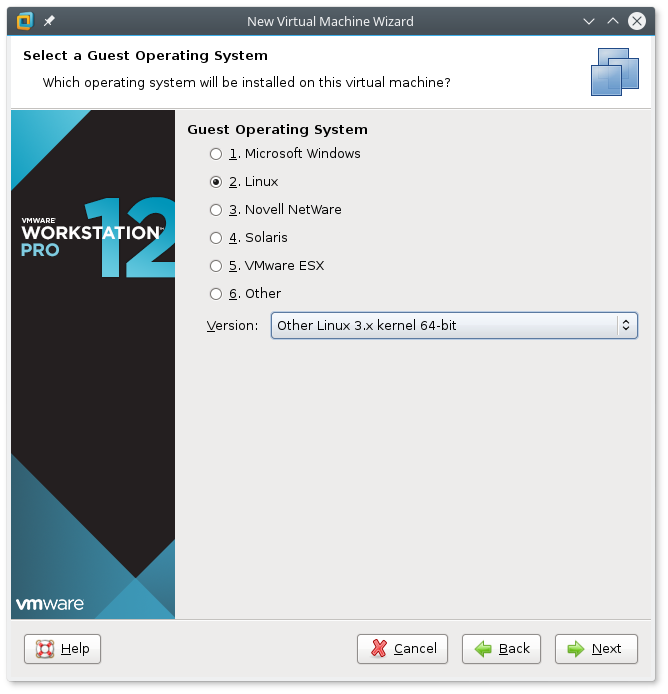 New Virtual Machine Wizard
Select a Guest Operating System
Which operating system will be installed on this virtual machine?
VMWARE
WORKSTATION™
PRO
12
vmware
Guest Operating System
1. Microsoft Windows
2. Linux
3. Novell NetWare
4. Solaris
5. VMware ESX
6. Other
Version: Other Linux 3.x kernel 64-bit
Help Cancel Back Next